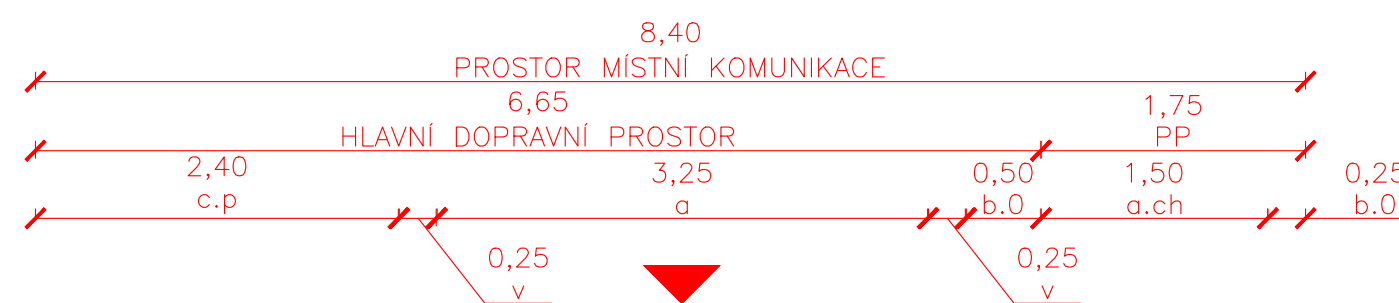 8,40
PROSTOR MÍSTNÍ KOMUNIKACE
6,65
1,75
HLAVNÍ DOPRAVNÍ PROSTOR
PP
2,40
3,25
0,50
1,50
0,25
c.p
a
b.0
a.ch
b.0
0,25
0,25
v
v